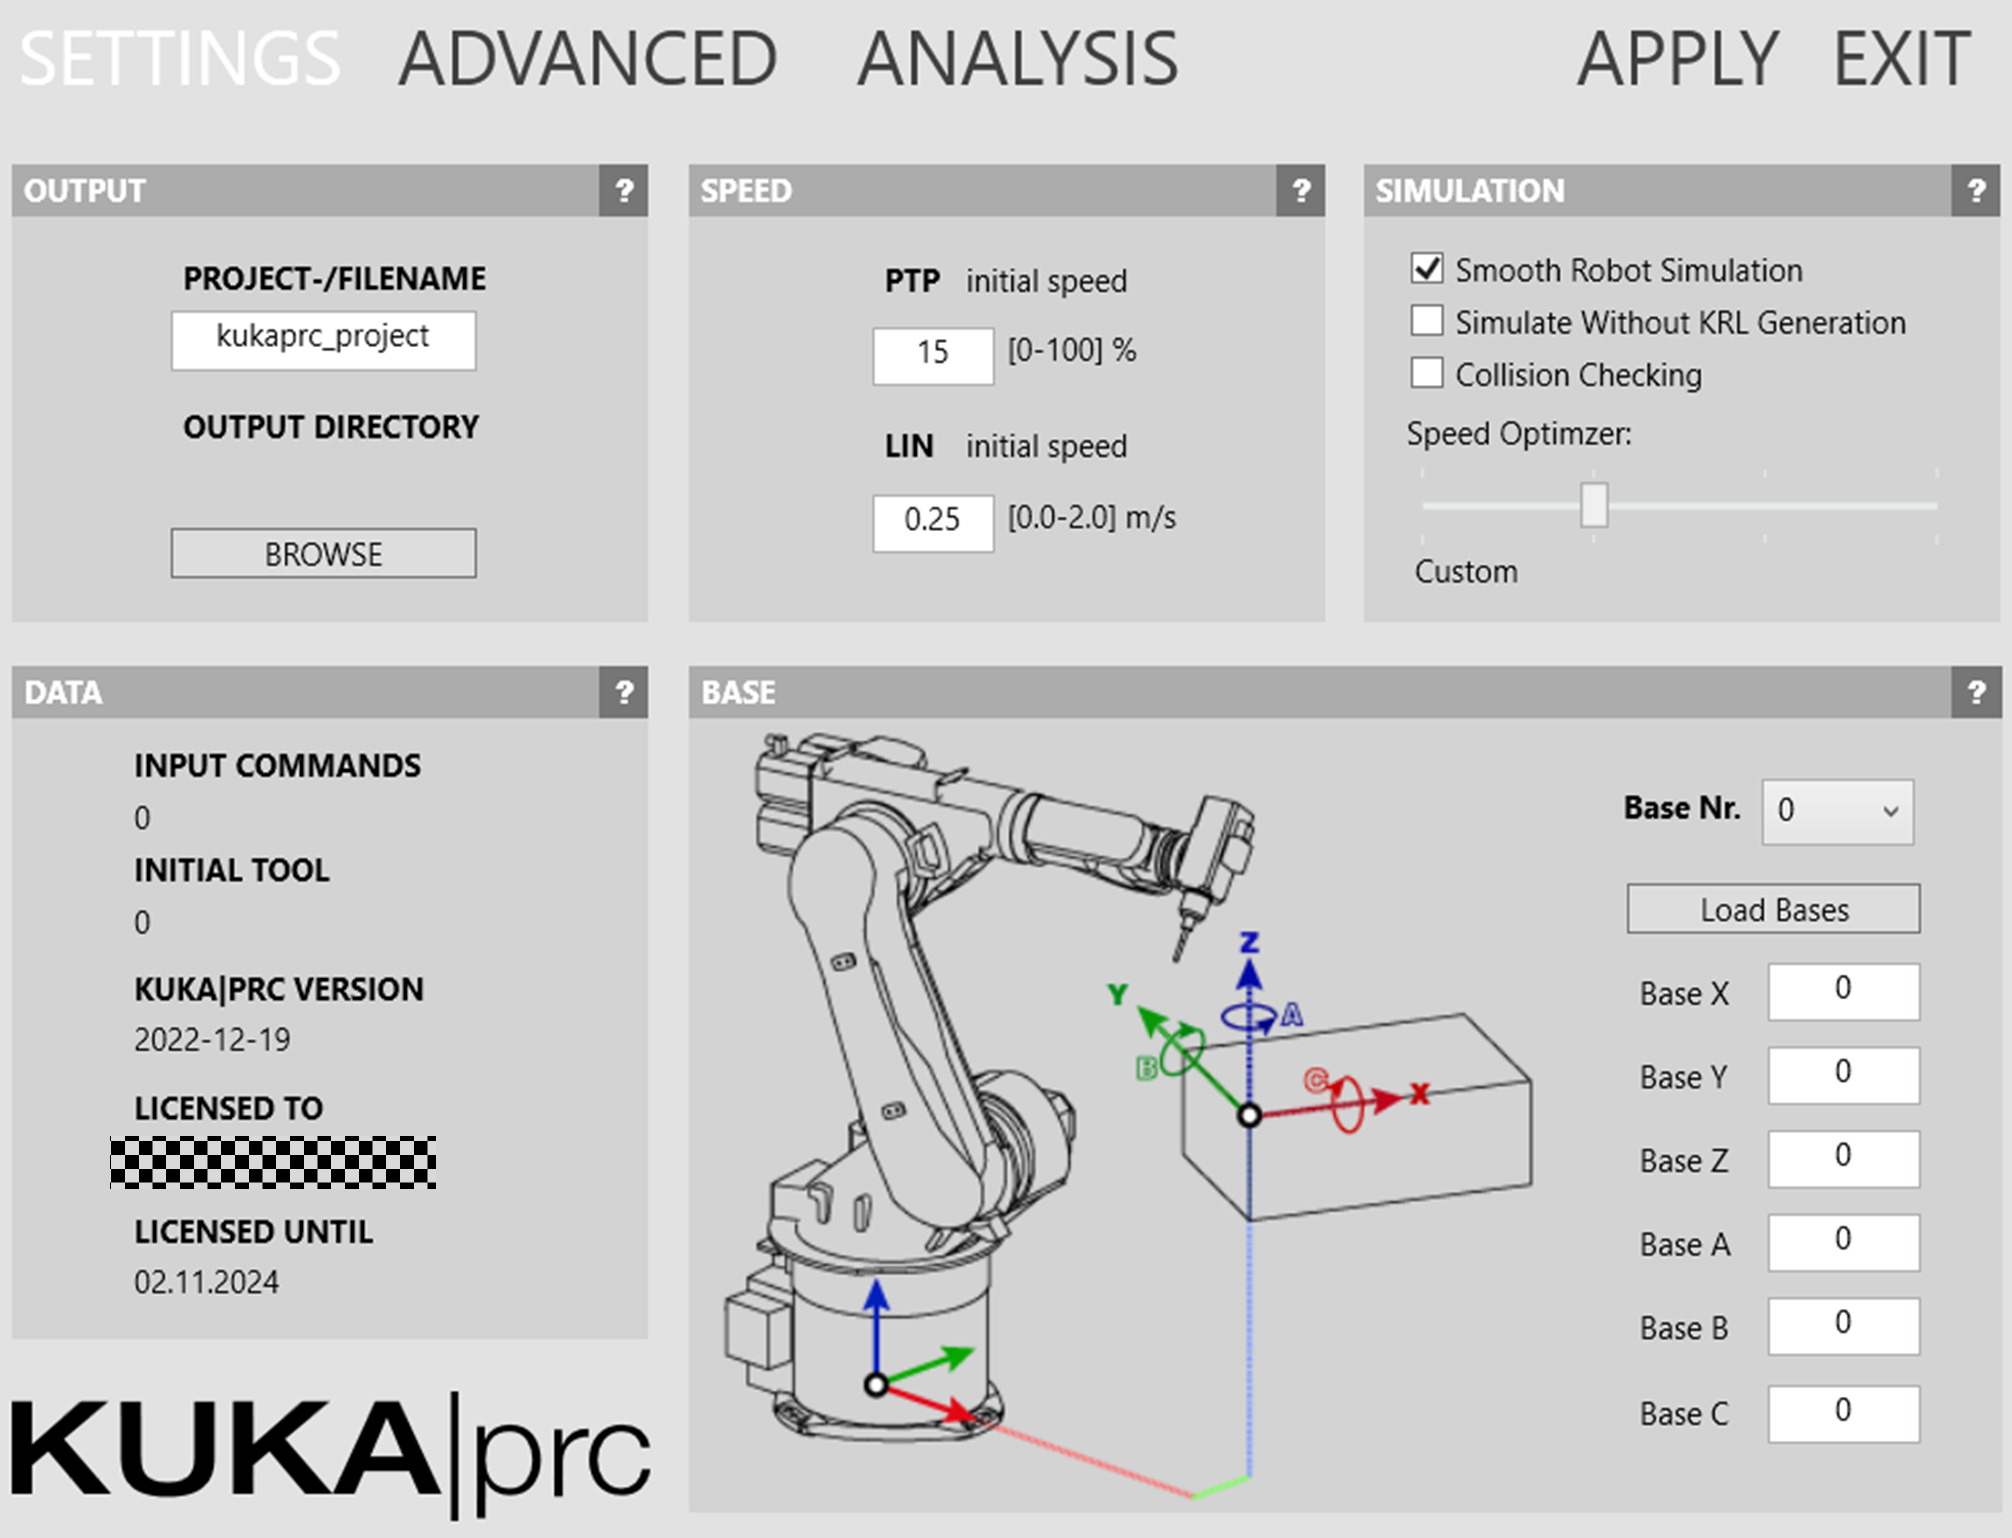 SETTINGS ADVANCED ANALYSIS APPLY EXIT
OUTPUT ?
PROJECT-/FILENAME
kukaprc_project
OUTPUT DIRECTORY
BROWSE
SPEED ?
PTP initial speed
15 [0-100] %
LIN initial speed
0.25 [0.0-2.0] m/s
SIMULATION ?
Smooth Robot Simulation
Simulate Without KRL Generation
Collision Checking
Speed Optimzer:
Custom
DATA ?
INPUT COMMANDS
0
INITIAL TOOL
0
KUKA|PRC VERSION
2022-12-19
LICENSED TO
LICENSED UNTIL
02.11.2024
KUKA|prc
BASE ?
Z
Y
A
B
C
X
Base Nr. 0
Load Bases
Base X 0
Base Y 0
Base Z 0
Base A 0
Base B 0
Base C 0